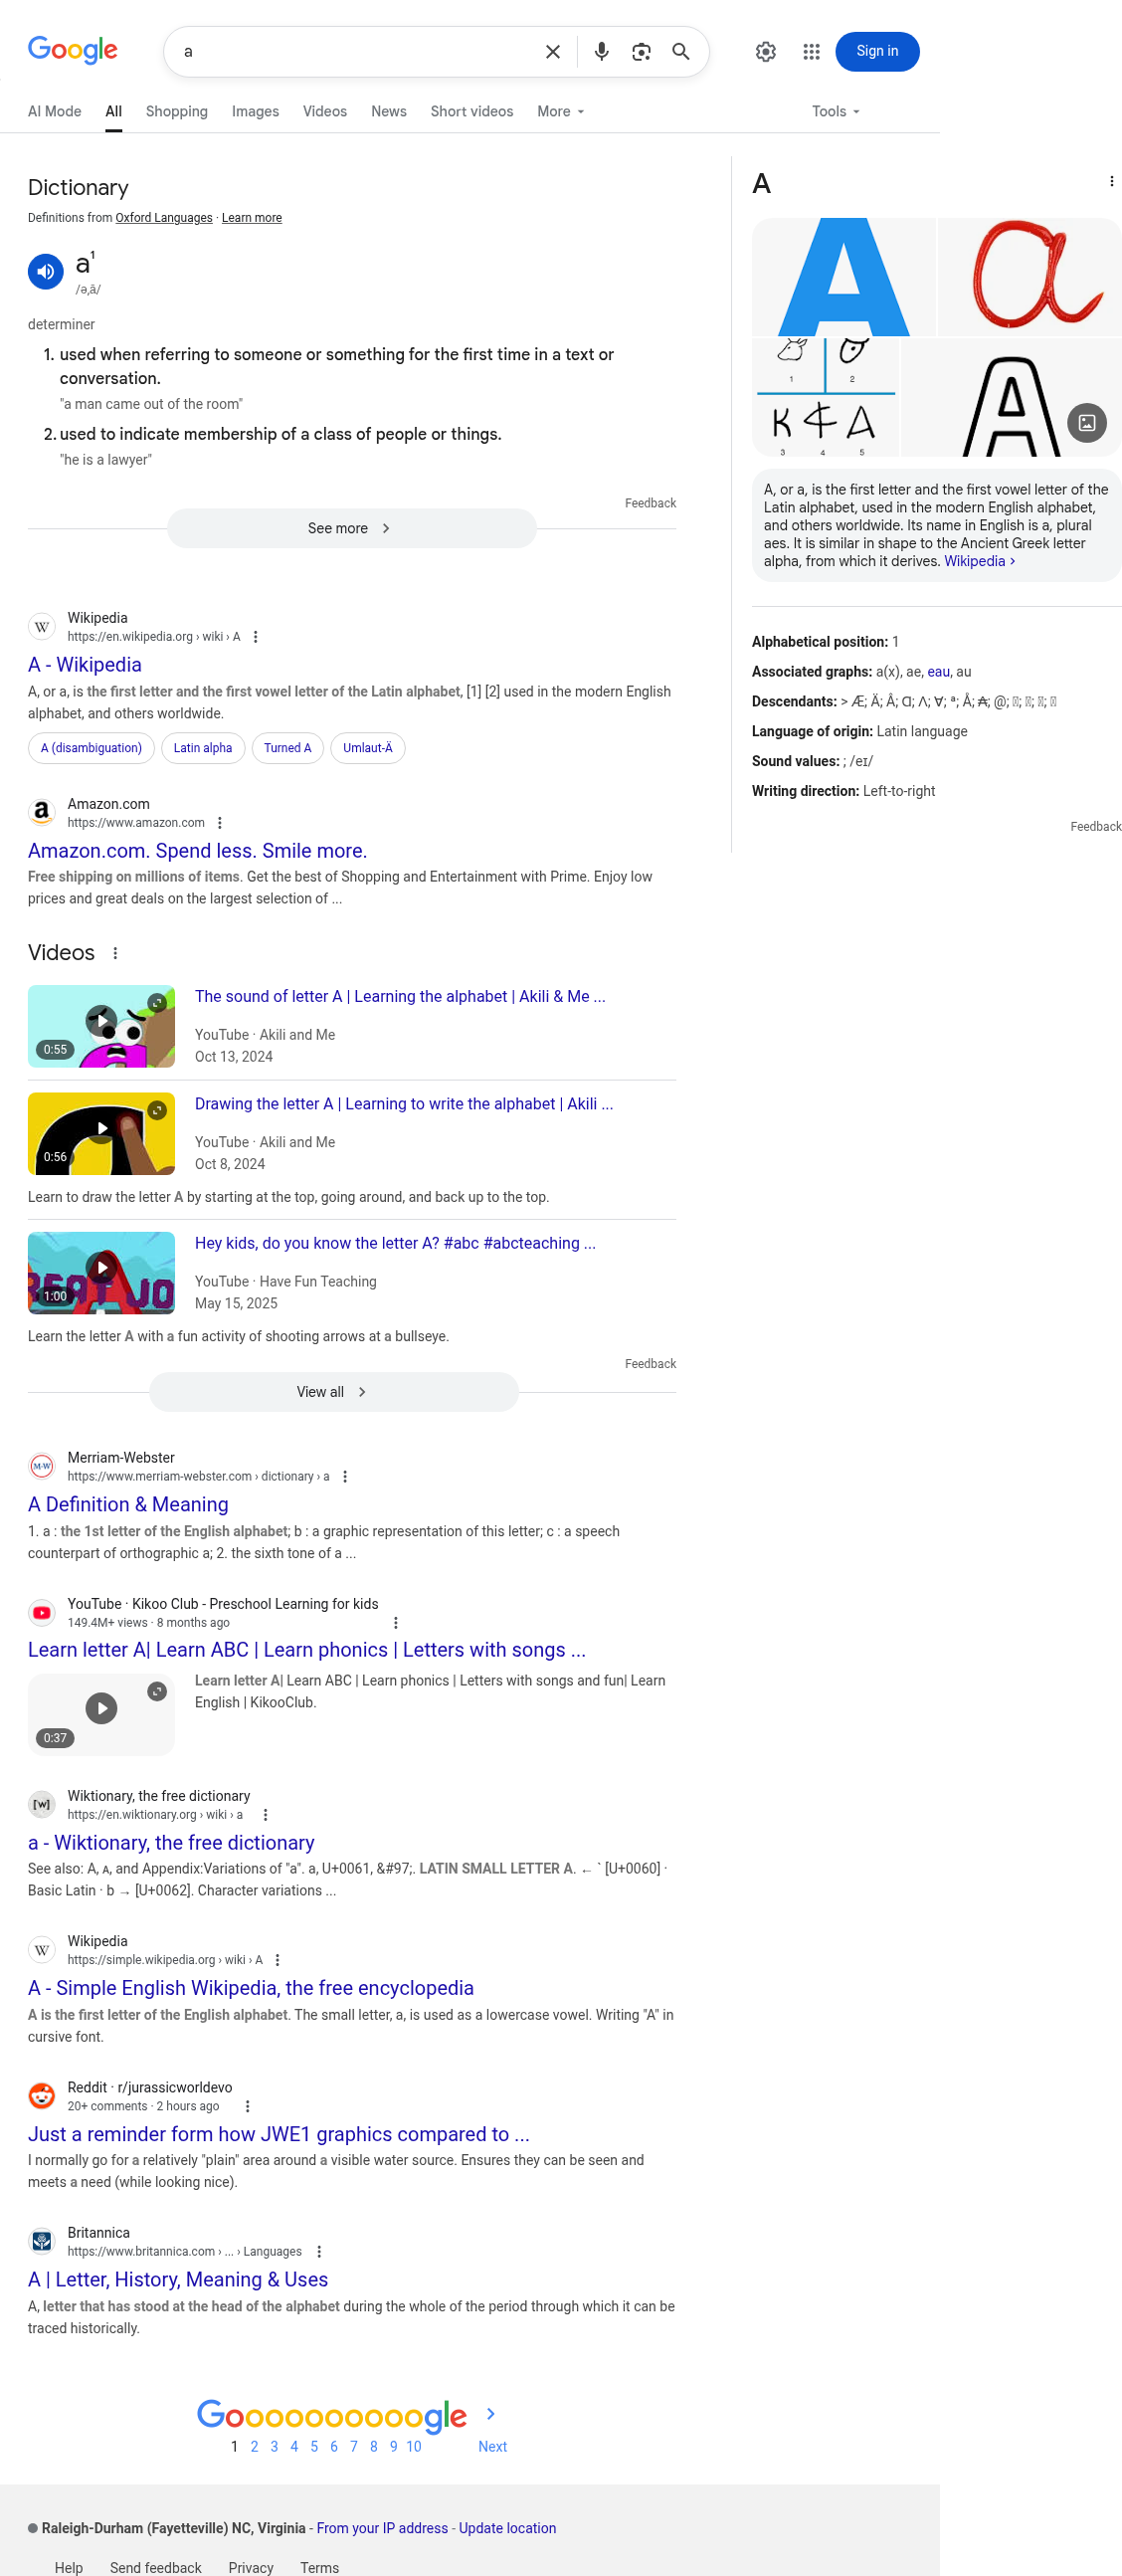 Google
a
Sign in
AI Mode All Shopping Images Videos News Short videos More Tools
Dictionary
Definitions from Oxford Languages · Learn more
a¹
/ə,ā/
determiner
1. used when referring to someone or something for the first time in a text or
conversation.
"a man came out of the room"
2. used to indicate membership of a class of people or things.
"he is a lawyer"
Feedback
See more
Wikipedia
https://en.wikipedia.org › wiki › A
A - Wikipedia
A, or a, is the first letter and the first vowel letter of the Latin alphabet, [1] [2] used in the modern English
alphabet, and others worldwide.
A (disambiguation) Latin alpha Turned A Umlaut-Ä
Amazon.com
https://www.amazon.com
Amazon.com. Spend less. Smile more.
Free shipping on millions of items. Get the best of Shopping and Entertainment with Prime. Enjoy low
prices and great deals on the largest selection of ...
Videos
The sound of letter A | Learning the alphabet | Akili & Me ...
YouTube · Akili and Me
0:55
Oct 13, 2024
Drawing the letter A | Learning to write the alphabet | Akili ...
YouTube · Akili and Me
0:56
Oct 8, 2024
Learn to draw the letter A by starting at the top, going around, and back up to the top.
Hey kids, do you know the letter A? #abc #abcteaching ...
YouTube · Have Fun Teaching
1:00
May 15, 2025
Learn the letter A with a fun activity of shooting arrows at a bullseye.
Feedback
View all
Merriam-Webster
https://www.merriam-webster.com › dictionary › a
A Definition & Meaning
1. a : the 1st letter of the English alphabet; b : a graphic representation of this letter; c : a speech
counterpart of orthographic a; 2. the sixth tone of a ...
YouTube · Kikoo Club - Preschool Learning for kids
149.4M+ views · 8 months ago
Learn letter A| Learn ABC | Learn phonics | Letters with songs ...
Learn letter A| Learn ABC | Learn phonics | Letters with songs and fun| Learn
English | KikooClub.
0:37
Wiktionary, the free dictionary
https://en.wiktionary.org › wiki › a
a - Wiktionary, the free dictionary
See also: A, ᴀ, and Appendix:Variations of "a". a, U+0061, &#97;. LATIN SMALL LETTER A. ← ` [U+0060] ·
Basic Latin · b → [U+0062]. Character variations ...
Wikipedia
https://simple.wikipedia.org › wiki › A
A - Simple English Wikipedia, the free encyclopedia
A is the first letter of the English alphabet. The small letter, a, is used as a lowercase vowel. Writing "A" in
cursive font.
Reddit · r/jurassicworldevo
20+ comments · 2 hours ago
Just a reminder form how JWE1 graphics compared to ...
I normally go for a relatively "plain" area around a visible water source. Ensures they can be seen and
meets a need (while looking nice).
Britannica
https://www.britannica.com › ... › Languages
A | Letter, History, Meaning & Uses
A, letter that has stood at the head of the alphabet during the whole of the period through which it can be
traced historically.
Goooooooooogle
1 2 3 4 5 6 7 8 9 10 Next
Raleigh-Durham (Fayetteville) NC, Virginia - From your IP address - Update location
Help Send feedback Privacy Terms
A
A a
1 2
A
3 4 5
A, or a, is the first letter and the first vowel letter of the
Latin alphabet, used in the modern English alphabet,
and others worldwide. Its name in English is a, plural
aes. It is similar in shape to the Ancient Greek letter
alpha, from which it derives. Wikipedia
Alphabetical position: 1
Associated graphs: a(x), ae, eau, au
Descendants: > Æ; Ä; Â; Ɑ; Λ; Ɐ; ª; Å; ₳; @;
Language of origin: Latin language
Sound values: ; /eɪ/
Writing direction: Left-to-right
Feedback